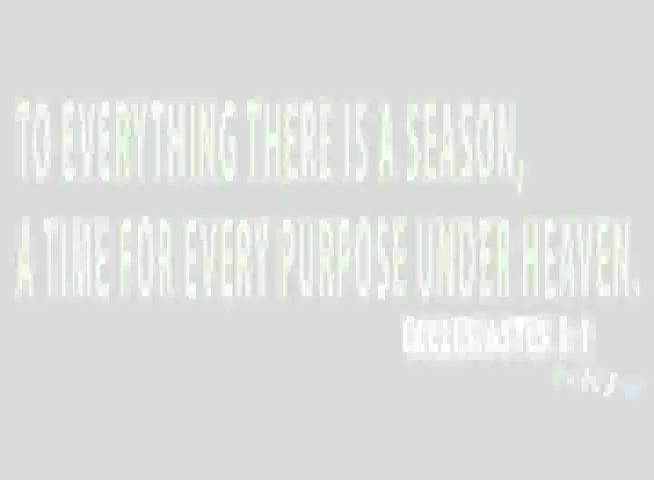 TO EVERYTHING THERE IS A SEASON,
A TIME FOR EVERY PURPOSE UNDER HEAVEN.
ECCLESIASTES